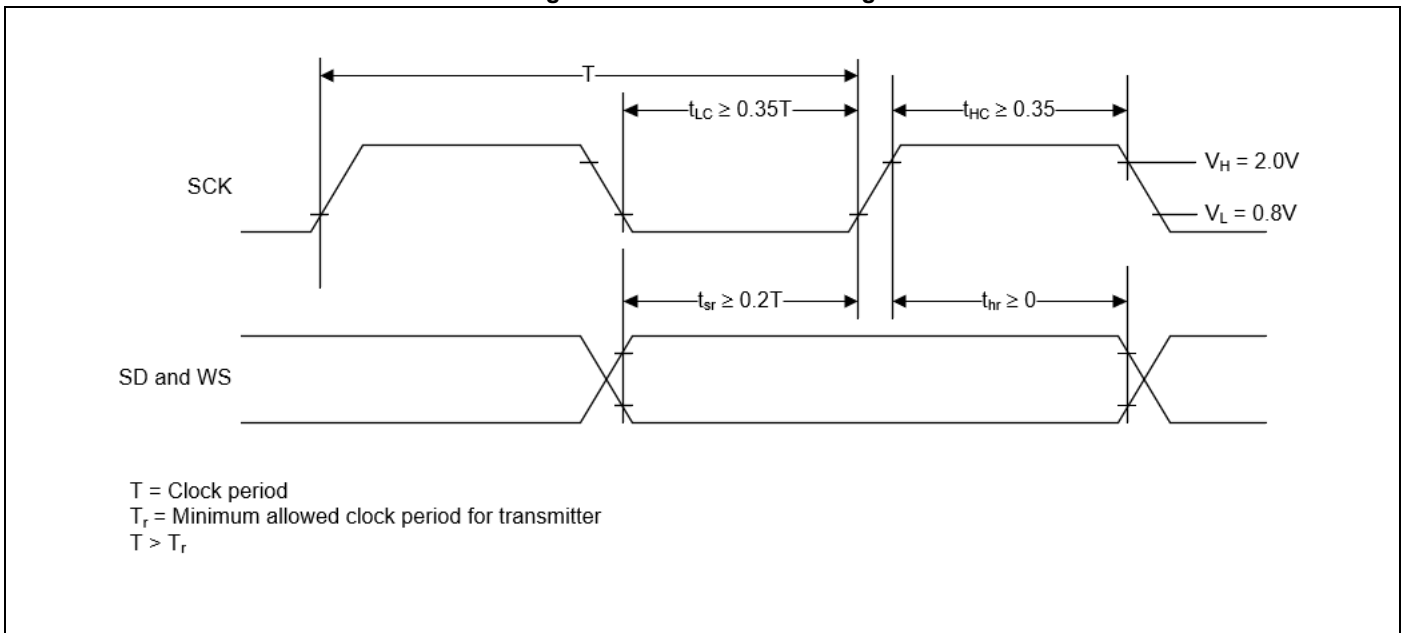 T
t_LC ≥ 0.35T
t_HC ≥ 0.35
SCK
V_H = 2.0V
V_L = 0.8V
t_sr ≥ 0.2T
t_hr ≥ 0
SD and WS
T = Clock period
T_r = Minimum allowed clock period for transmitter
T > T_r